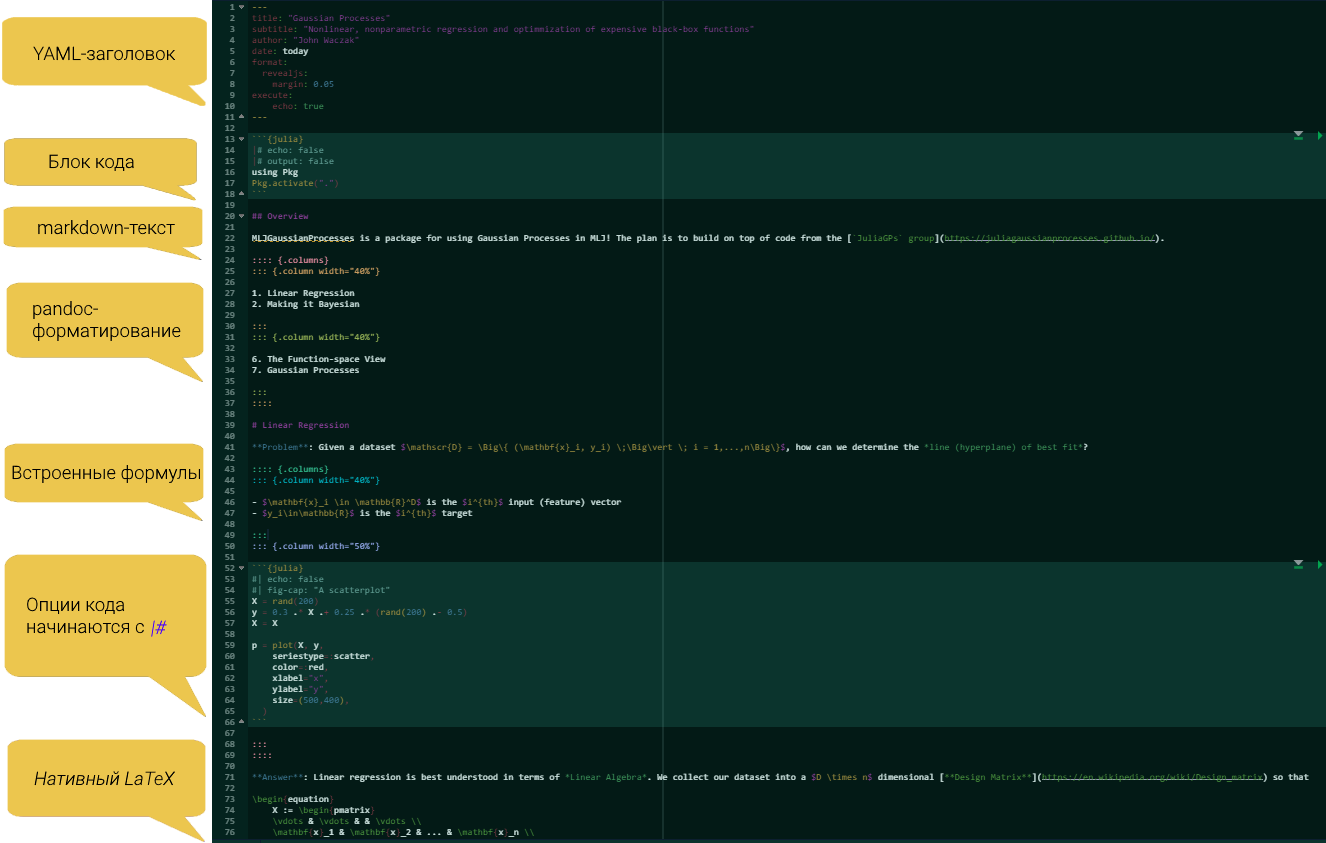 YAML-заголовок
Блок кода
markdown-текст
pandoc-
форматирование
Встроенные формулы
Опции кода
начинаются с |#
Нативный LaTeX
1 ---
2 title: "Gaussian Processes"
3 subtitle: "Nonlinear, nonparametric regression and optimmization of expensive black-box functions"
4 author: "John Waczak"
5 date: today
6 format:
7   revealjs:
8     margin: 0.05
9 execute:
10     echo: true
11 ---
12
13 ```{julia}
14 |# echo: false
15 |# output: false
16 using Pkg
17 Pkg.activate(".")
18 ```
19
20 ## Overview
21
22 MLJGaussianProcesses is a package for using Gaussian Processes in MLJ! The plan is to build on top of code from the [`JuliaGPs` group](https://juliagaussianprocesses.github.io/).
23
24 :::: {.columns}
25 ::: {.column width="40%"}
26
27 1. Linear Regression
28 2. Making it Bayesian
29
30 :::
31 ::: {.column width="40%"}
32
33 6. The Function-space View
34 7. Gaussian Processes
35
36 :::
37 ::::
38
39 # Linear Regression
40
41 **Problem**: Given a dataset $\mathscr{D} = \Big\{ (\mathbf{x}_i, y_i) \;\Big\vert \; i = 1,...,n\Big\}$, how can we determine the *line (hyperplane) of best fit*?
42
43 :::: {.columns}
44 ::: {.column width="40%"}
45
46 - $\mathbf{x}_i \in \mathbb{R}^D$ is the $i^{th}$ input (feature) vector
47 - $y_i\in\mathbb{R}$ is the $i^{th}$ target
48
49 :::
50 ::: {.column width="50%"}
51
52 ```{julia}
53 #| echo: false
54 #| fig-cap: "A scatterplot"
55 X = rand(200)
56 y = 0.3 .* X .+ 0.25 .* (rand(200) .- 0.5)
57 X = X
58
59 p = plot(X, y,
60     seriestype=:scatter,
61     color=:red,
62     xlabel="x",
63     ylabel="y",
64     size=(500,400),
65   )
66 ```
67
68 :::
69 ::::
70
71 **Answer**: Linear regression is best understood in terms of *Linear Algebra*. We collect our dataset into a $D \times n$ dimensional [**Design Matrix**](https://en.wikipedia.org/wiki/Design_matrix) so that
72
73 \begin{equation}
74     X := \begin{pmatrix}
75     \vdots & \vdots & & \vdots \\
76     \mathbf{x}_1 & \mathbf{x}_2 & ... & \mathbf{x}_n \\